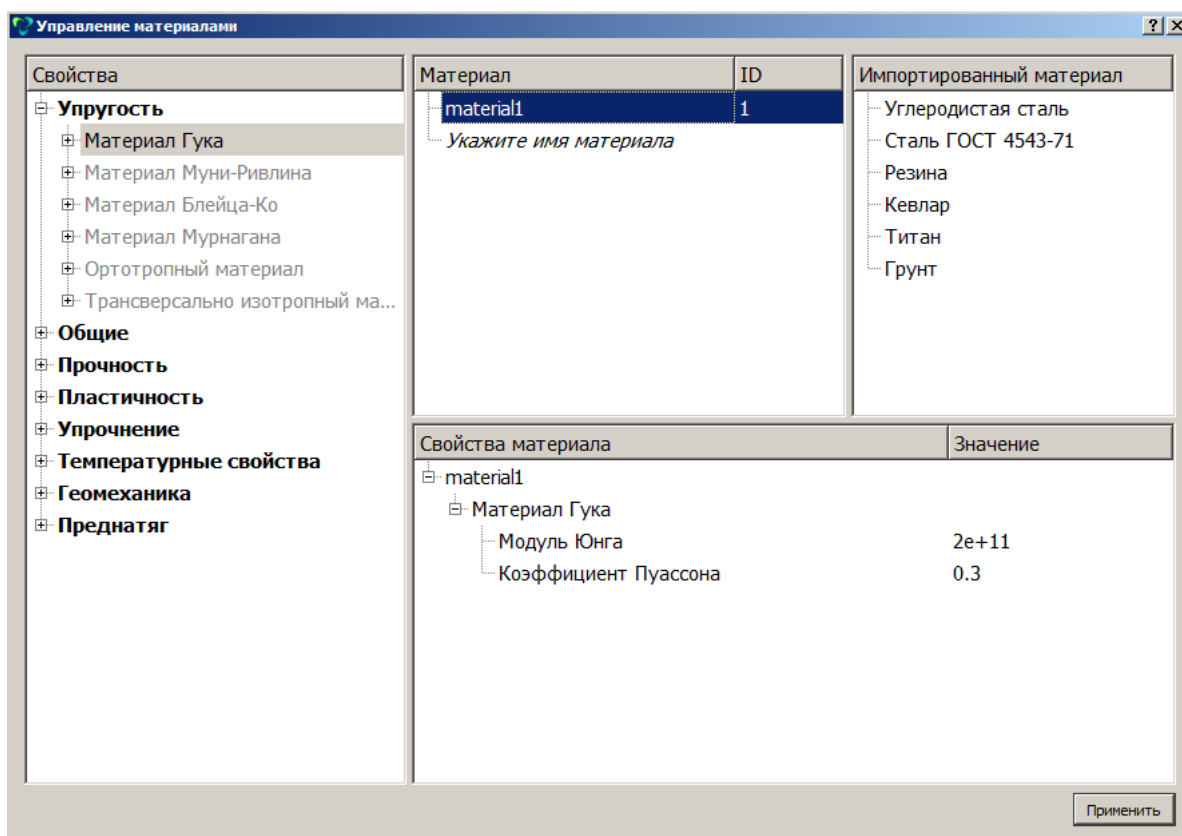 Управление материалами
Свойства
Упругость
Материал Гука
Материал Муни-Ривлина
Материал Блейца-Ко
Материал Мурнагана
Ортотропный материал
Трансверсально изотропный ма...
Общие
Прочность
Пластичность
Упрочнение
Температурные свойства
Геомеханика
Преднатяг
Материал ID
material1 1
Укажите имя материала
Импортированный материал
Углеродистая сталь
Сталь ГОСТ 4543-71
Резина
Кевлар
Титан
Грунт
Свойства материала Значение
material1
Материал Гука
Модуль Юнга 2e+11
Коэффициент Пуассона 0.3
Применить